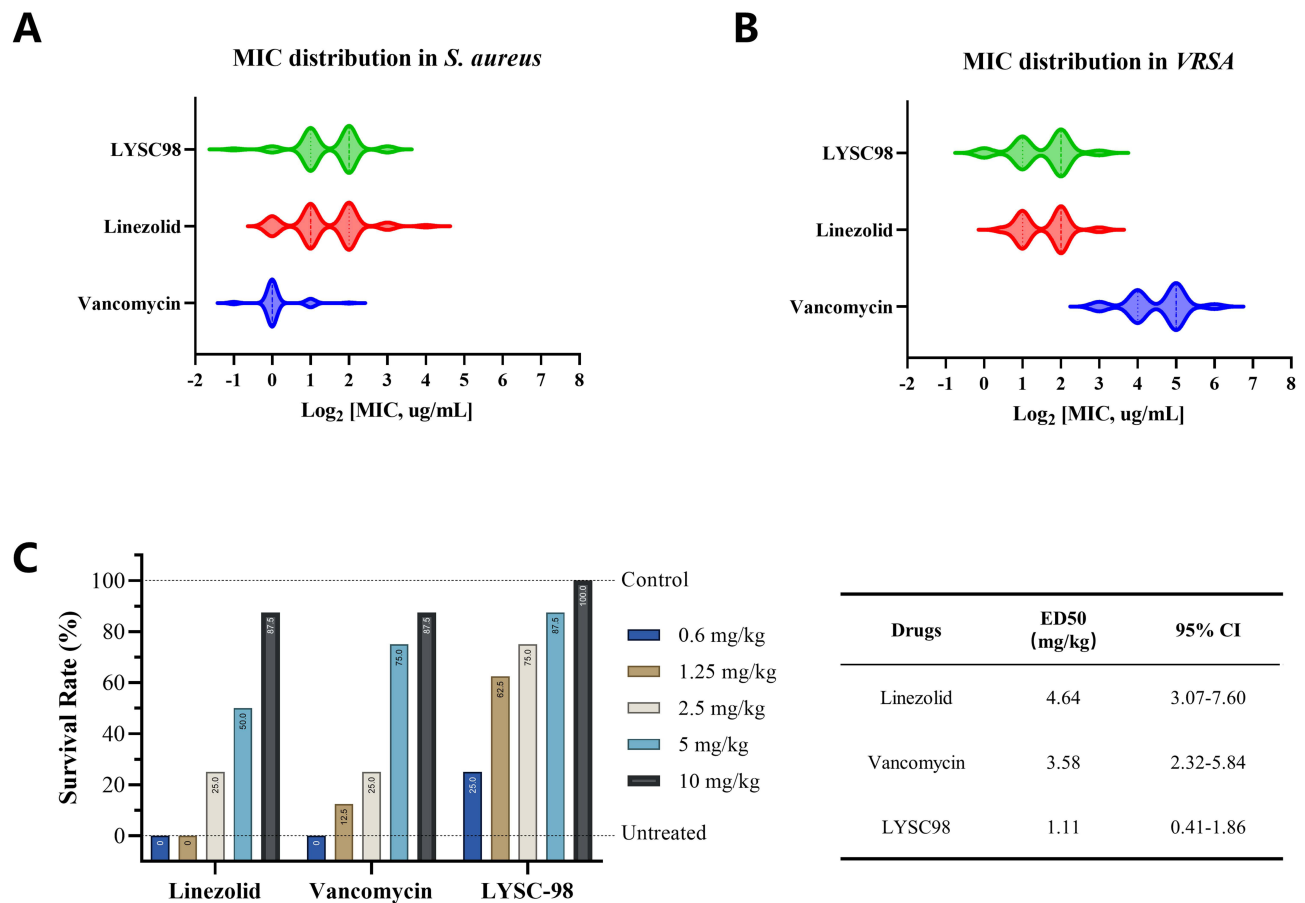 A
MIC distribution in S. aureus
LYSC98
Linezolid
Vancomycin
-2 -1 0 1 2 3 4 5 6 7 8
Log2 [MIC, ug/mL]
B
MIC distribution in VRSA
LYSC98
Linezolid
Vancomycin
-2 -1 0 1 2 3 4 5 6 7 8
Log2 [MIC, ug/mL]
C
Survival Rate (%)
100
80
60
40
20
0
0 0 25.0 50.0 87.5
0 12.5 25.0 75.0 87.5
25.0 62.5 75.0 87.5 100.0
Linezolid Vancomycin LYSC-98
Control
0.6 mg/kg
1.25 mg/kg
2.5 mg/kg
5 mg/kg
10 mg/kg
Untreated
Drugs ED50 (mg/kg) 95% CI
Linezolid 4.64 3.07-7.60
Vancomycin 3.58 2.32-5.84
LYSC98 1.11 0.41-1.86